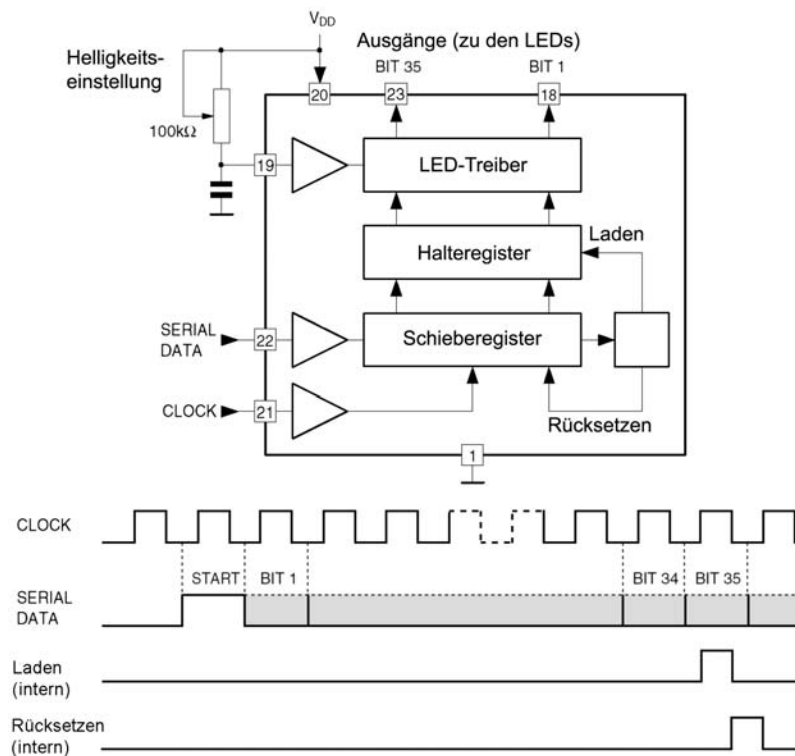 V_DD
Ausgänge (zu den LEDs)
Helligkeits-
einstellung
BIT 35
BIT 1
20
23
18
100kΩ
19
LED-Treiber
Laden
Halteregister
SERIAL
DATA
22
Schieberegister
CLOCK
21
Rücksetzen
1
CLOCK
START
BIT 1
BIT 34
BIT 35
SERIAL
DATA
Laden
(intern)
Rücksetzen
(intern)